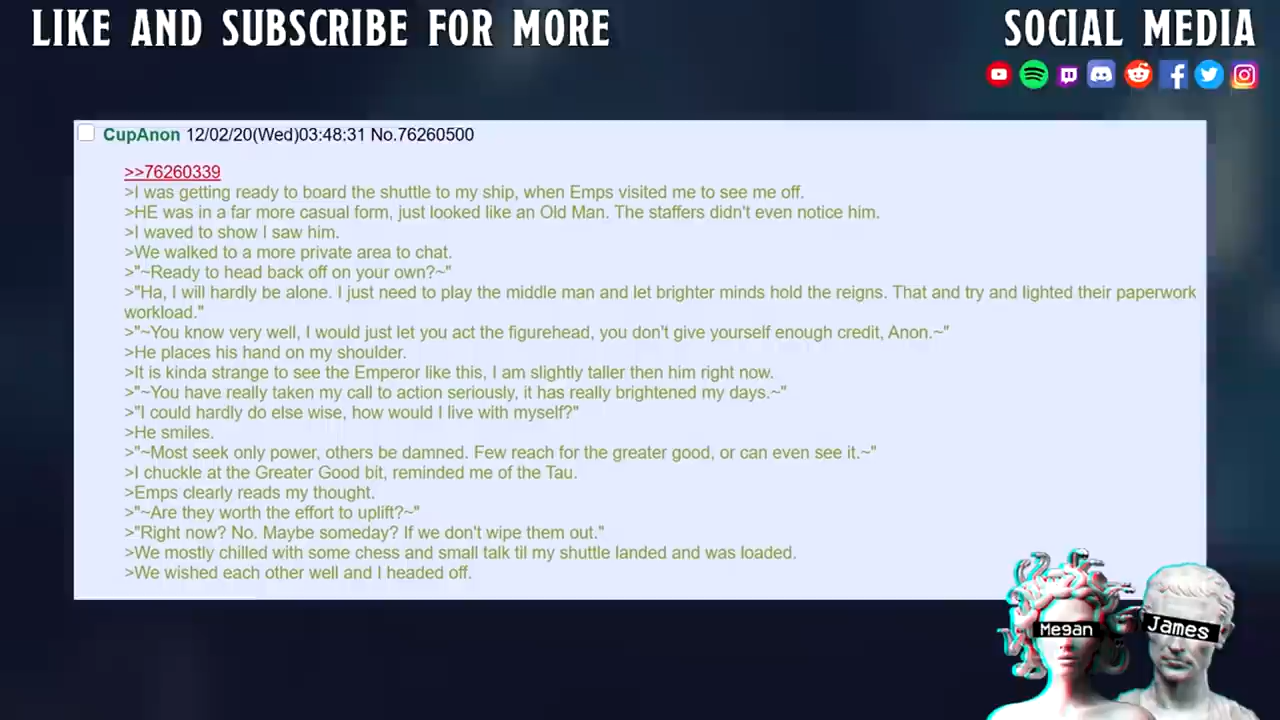 LIKE AND SUBSCRIBE FOR MORE
SOCIAL MEDIA
CupAnon 12/02/20(Wed)03:48:31 No.76260500
>>76260339
>I was getting ready to board the shuttle to my ship, when Emps visited me to see me off.
>HE was in a far more casual form, just looked like an Old Man. The staffers didn't even notice him.
>I waved to show I saw him.
>We walked to a more private area to chat.
>"~Ready to head back off on your own?~"
>"Ha, I will hardly be alone. I just need to play the middle man and let brighter minds hold the reigns. That and try and lighted their paperwork
workload."
>"~You know very well, I would just let you act the figurehead, you don't give yourself enough credit, Anon.~"
>He places his hand on my shoulder.
>It is kinda strange to see the Emperor like this, I am slightly taller then him right now.
>"~You have really taken my call to action seriously, it has really brightened my days.~"
>"I could hardly do else wise, how would I live with myself?"
>He smiles.
>"~Most seek only power, others be damned. Few reach for the greater good, or can even see it.~"
>I chuckle at the Greater Good bit, reminded me of the Tau.
>Emps clearly reads my thought.
>"~Are they worth the effort to uplift?~"
>"Right now? No. Maybe someday? If we don't wipe them out."
>We mostly chilled with some chess and small talk til my shuttle landed and was loaded.
>We wished each other well and I headed off.
Megan
James